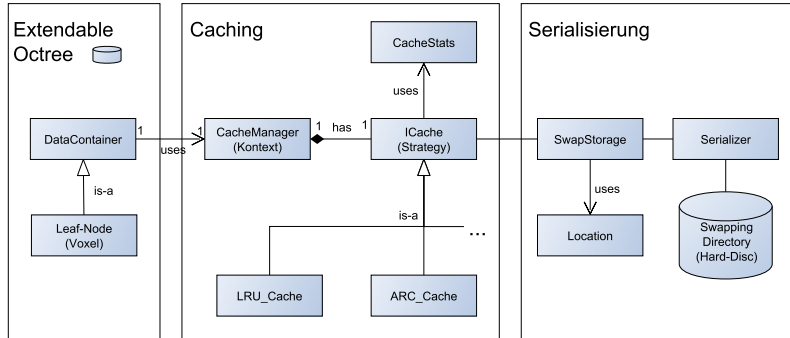 Extendable
Octree
Caching
Serialisierung
CacheStats
uses
DataContainer
1
uses
1
CacheManager
(Kontext)
1
has
1
ICache
(Strategy)
SwapStorage
Serializer
is-a
uses
Leaf-Node
(Voxel)
is-a
...
Location
Swapping
Directory
(Hard-Disc)
LRU_Cache
ARC_Cache